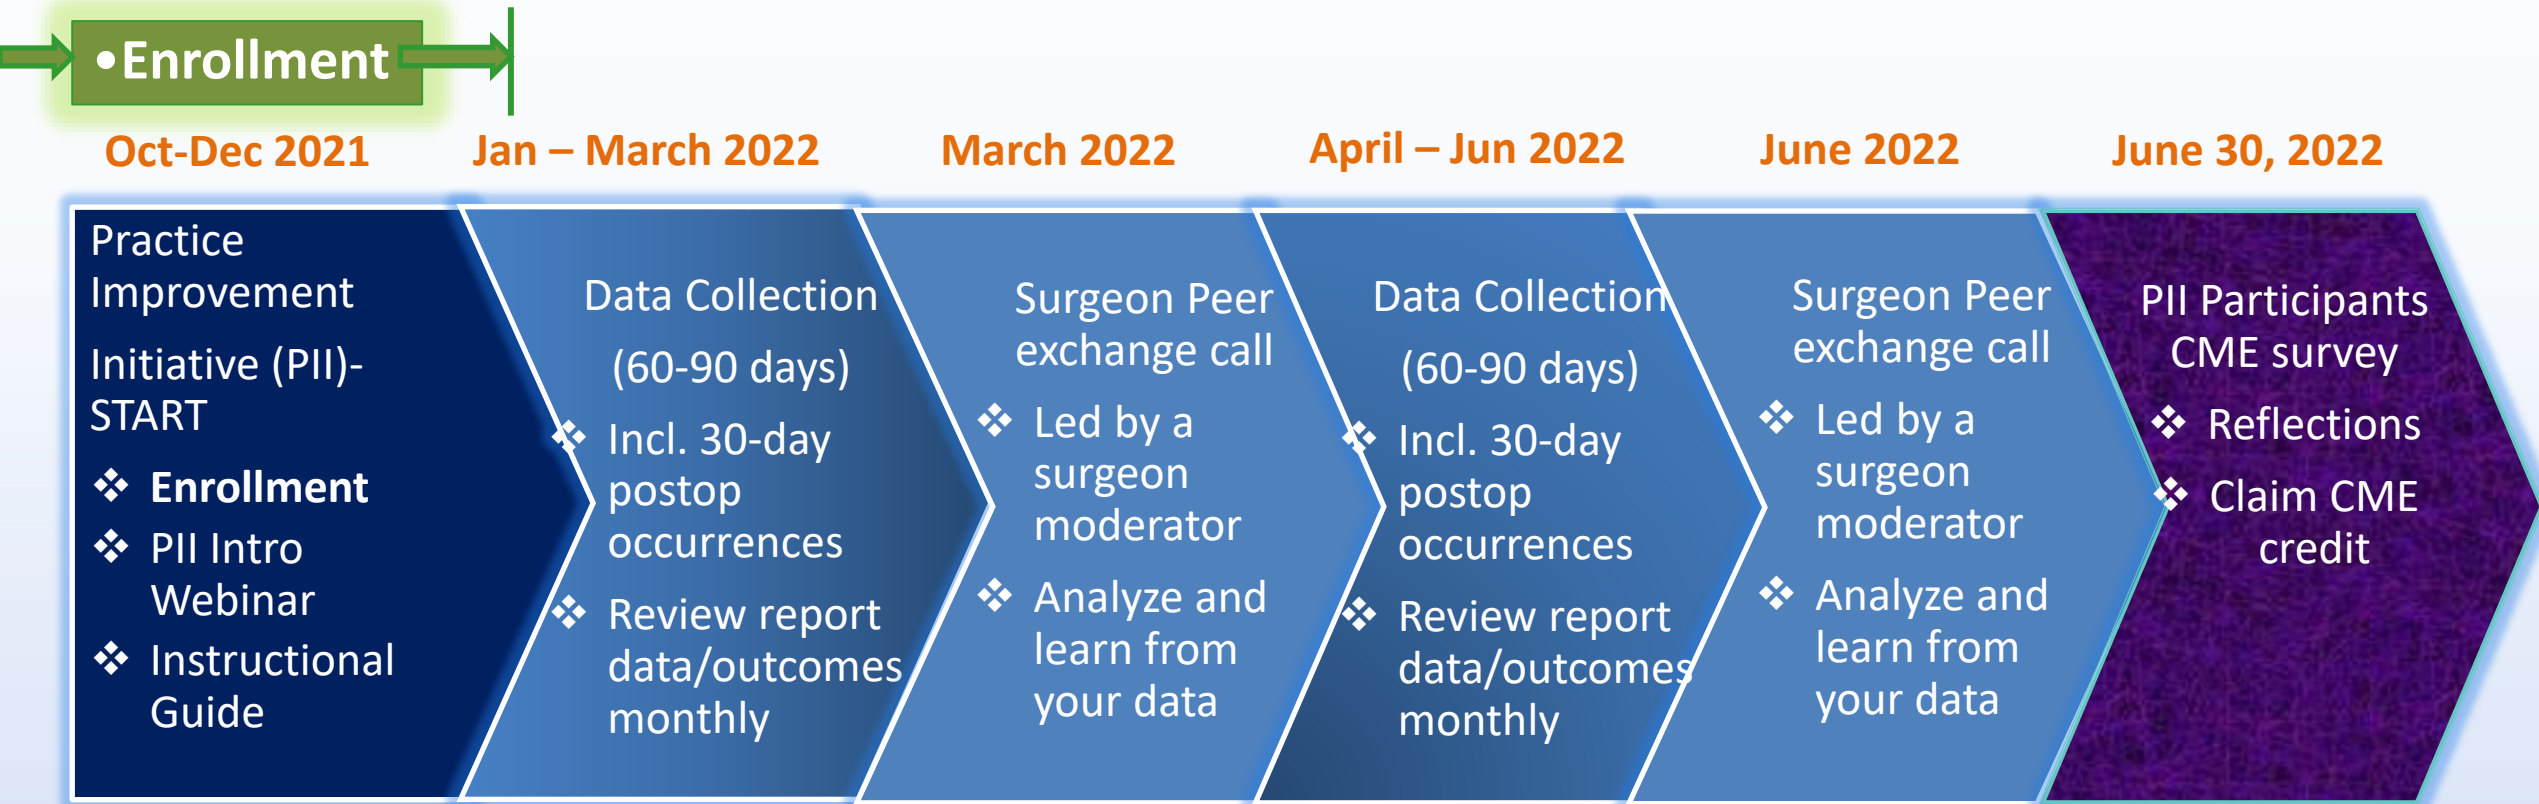 •Enrollment
Oct-Dec 2021
Jan – March 2022
March 2022
April – Jun 2022
June 2022
June 30, 2022
Practice
Improvement
Initiative (PII)-
START
❖ Enrollment
❖ PII Intro
Webinar
❖ Instructional
Guide
Data Collection
(60-90 days)
❖ Incl. 30-day
postop
occurrences
❖ Review report
data/outcomes
monthly
Surgeon Peer
exchange call
❖ Led by a
surgeon
moderator
❖ Analyze and
learn from
your data
Data Collection
(60-90 days)
❖ Incl. 30-day
postop
occurrences
❖ Review report
data/outcomes
monthly
Surgeon Peer
exchange call
❖ Led by a
surgeon
moderator
❖ Analyze and
learn from
your data
PII Participants
CME survey
❖ Reflections
❖ Claim CME
credit